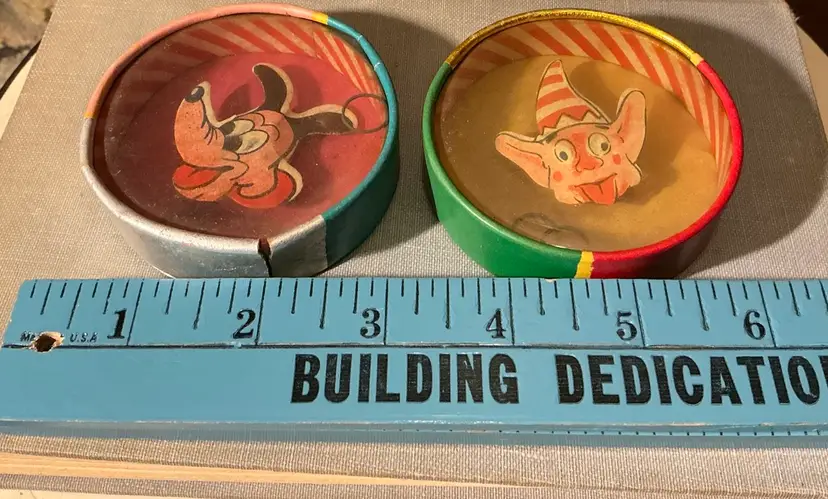 U.S.A
1 2 3 4 5 6
BUILDING DEDICATIO